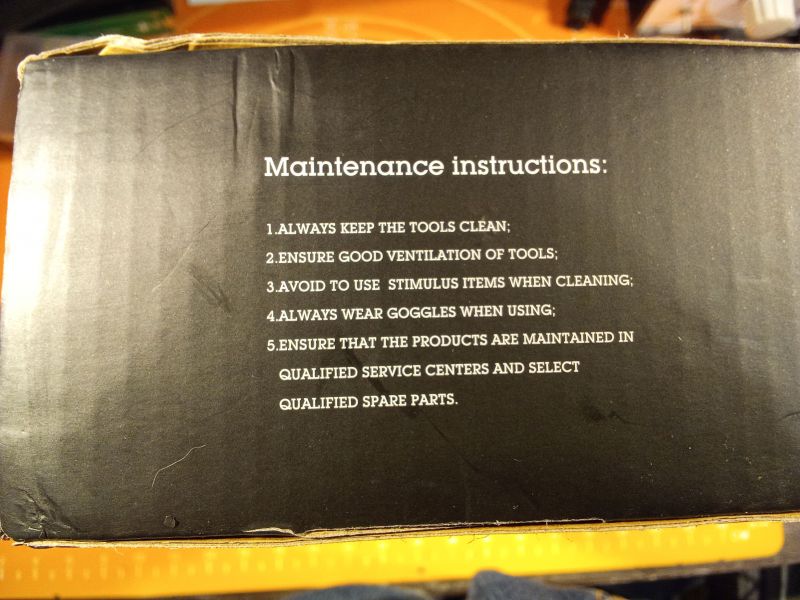 Maintenance instructions:
1.ALWAYS KEEP THE TOOLS CLEAN;
2.ENSURE GOOD VENTILATION OF TOOLS;
3.AVOID TO USE STIMULUS ITEMS WHEN CLEANING;
4.ALWAYS WEAR GOGGLES WHEN USING;
5.ENSURE THAT THE PRODUCTS ARE MAINTAINED IN
QUALIFIED SERVICE CENTERS AND SELECT
QUALIFIED SPARE PARTS.